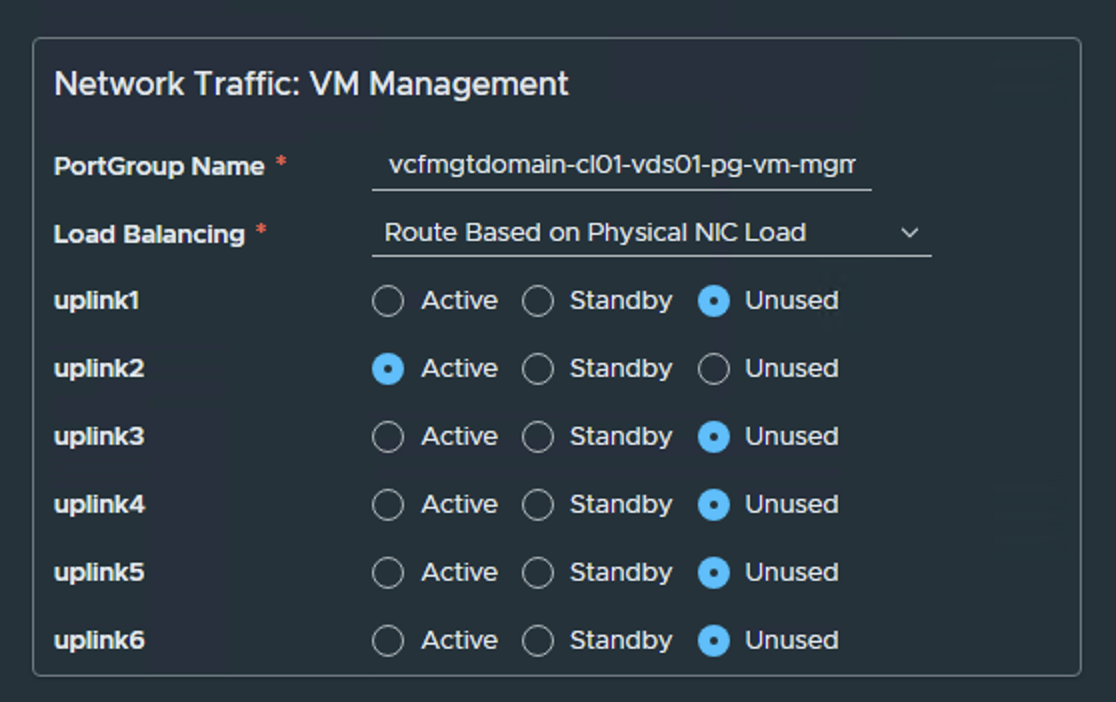 Network Traffic: VM Management
PortGroup Name * vcfmgtdomain-cl01-vds01-pg-vm-mgm
Load Balancing * Route Based on Physical NIC Load
uplink1 Active Standby Unused
uplink2 Active Standby Unused
uplink3 Active Standby Unused
uplink4 Active Standby Unused
uplink5 Active Standby Unused
uplink6 Active Standby Unused